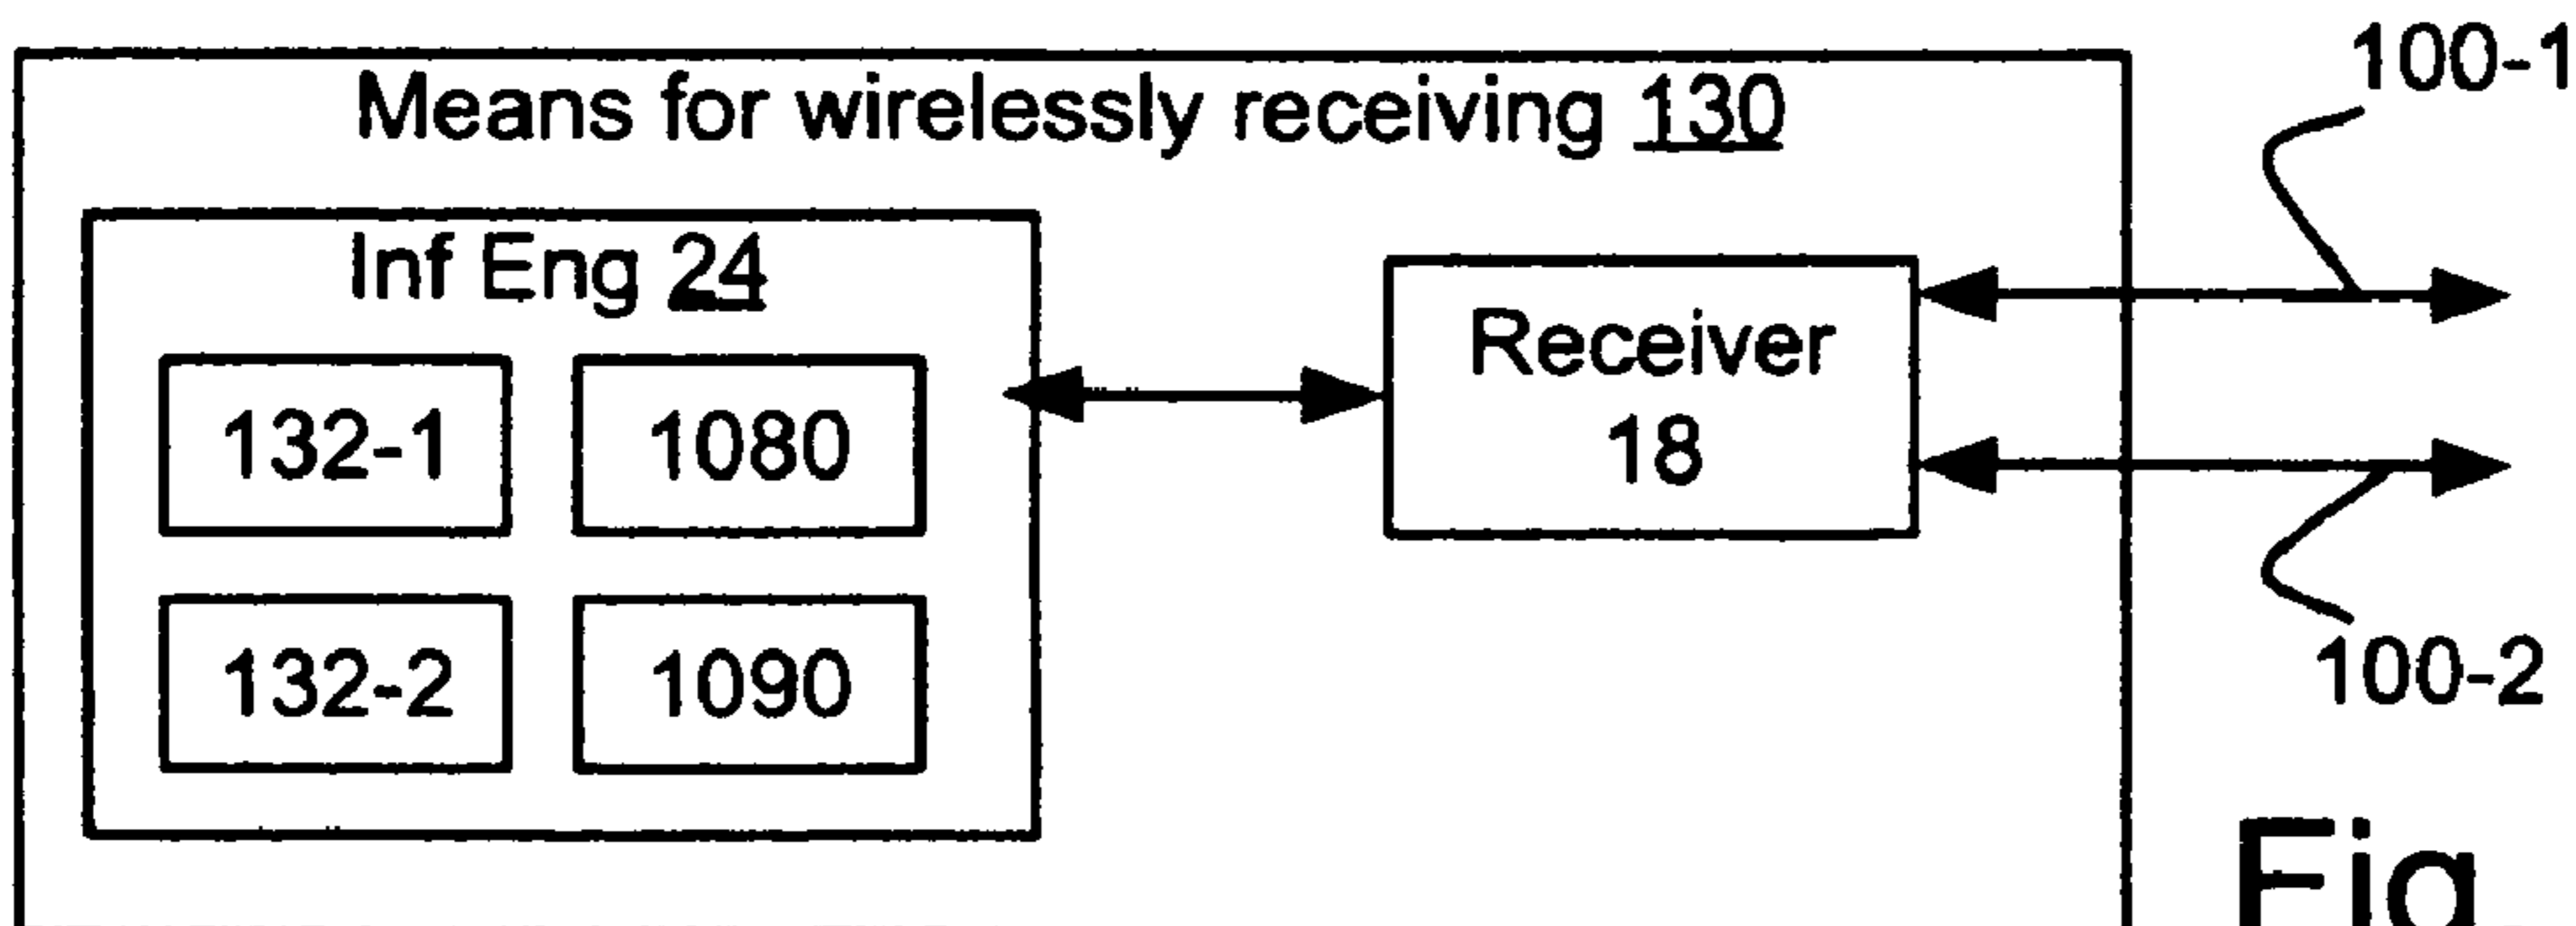 Means for wirelessly receiving 130
100-1
Inf Eng 24
132-1
1080
132-2
1090
Receiver
18
100-2
Fig.